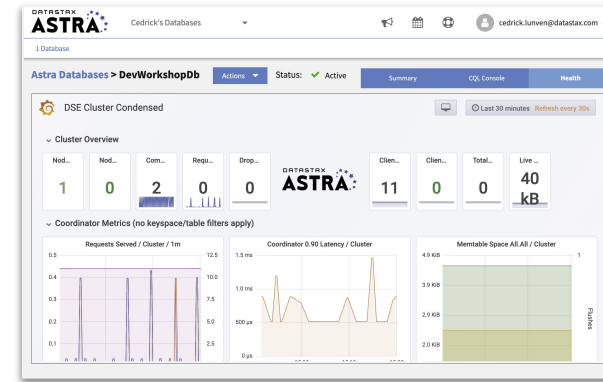 DATASTAX
ASTRA
Cedrick's Databases
cedrick.lunven@datastax.com
1 Database
Astra Databases > DevWorkshopDb
Actions
Status:
Active
Summary
CQL Console
Health
DSE Cluster Condensed
Last 30 minutes Refresh every 30s
Cluster Overview
Nod... Nod... Com... Requ... Drop... Clien... Clien... Total... Live ...
1 0 2 0 0
DATASTAX
ASTRA
11 0 0 40
kB
Coordinator Metrics (no keyspace/table filters apply)
Requests Served / Cluster / 1m
0.5
0.4
0.3
0.2
0.1
12.5
10.0
7.5
5.0
2.5
Coordinator 0.90 Latency / Cluster
1.5 ms
1.0 ms
500 µs
0 µs
Memtable Space All.All / Cluster
4.9 KiB
3.9 KiB
2.9 KiB
2.0 KiB
1
Flushes